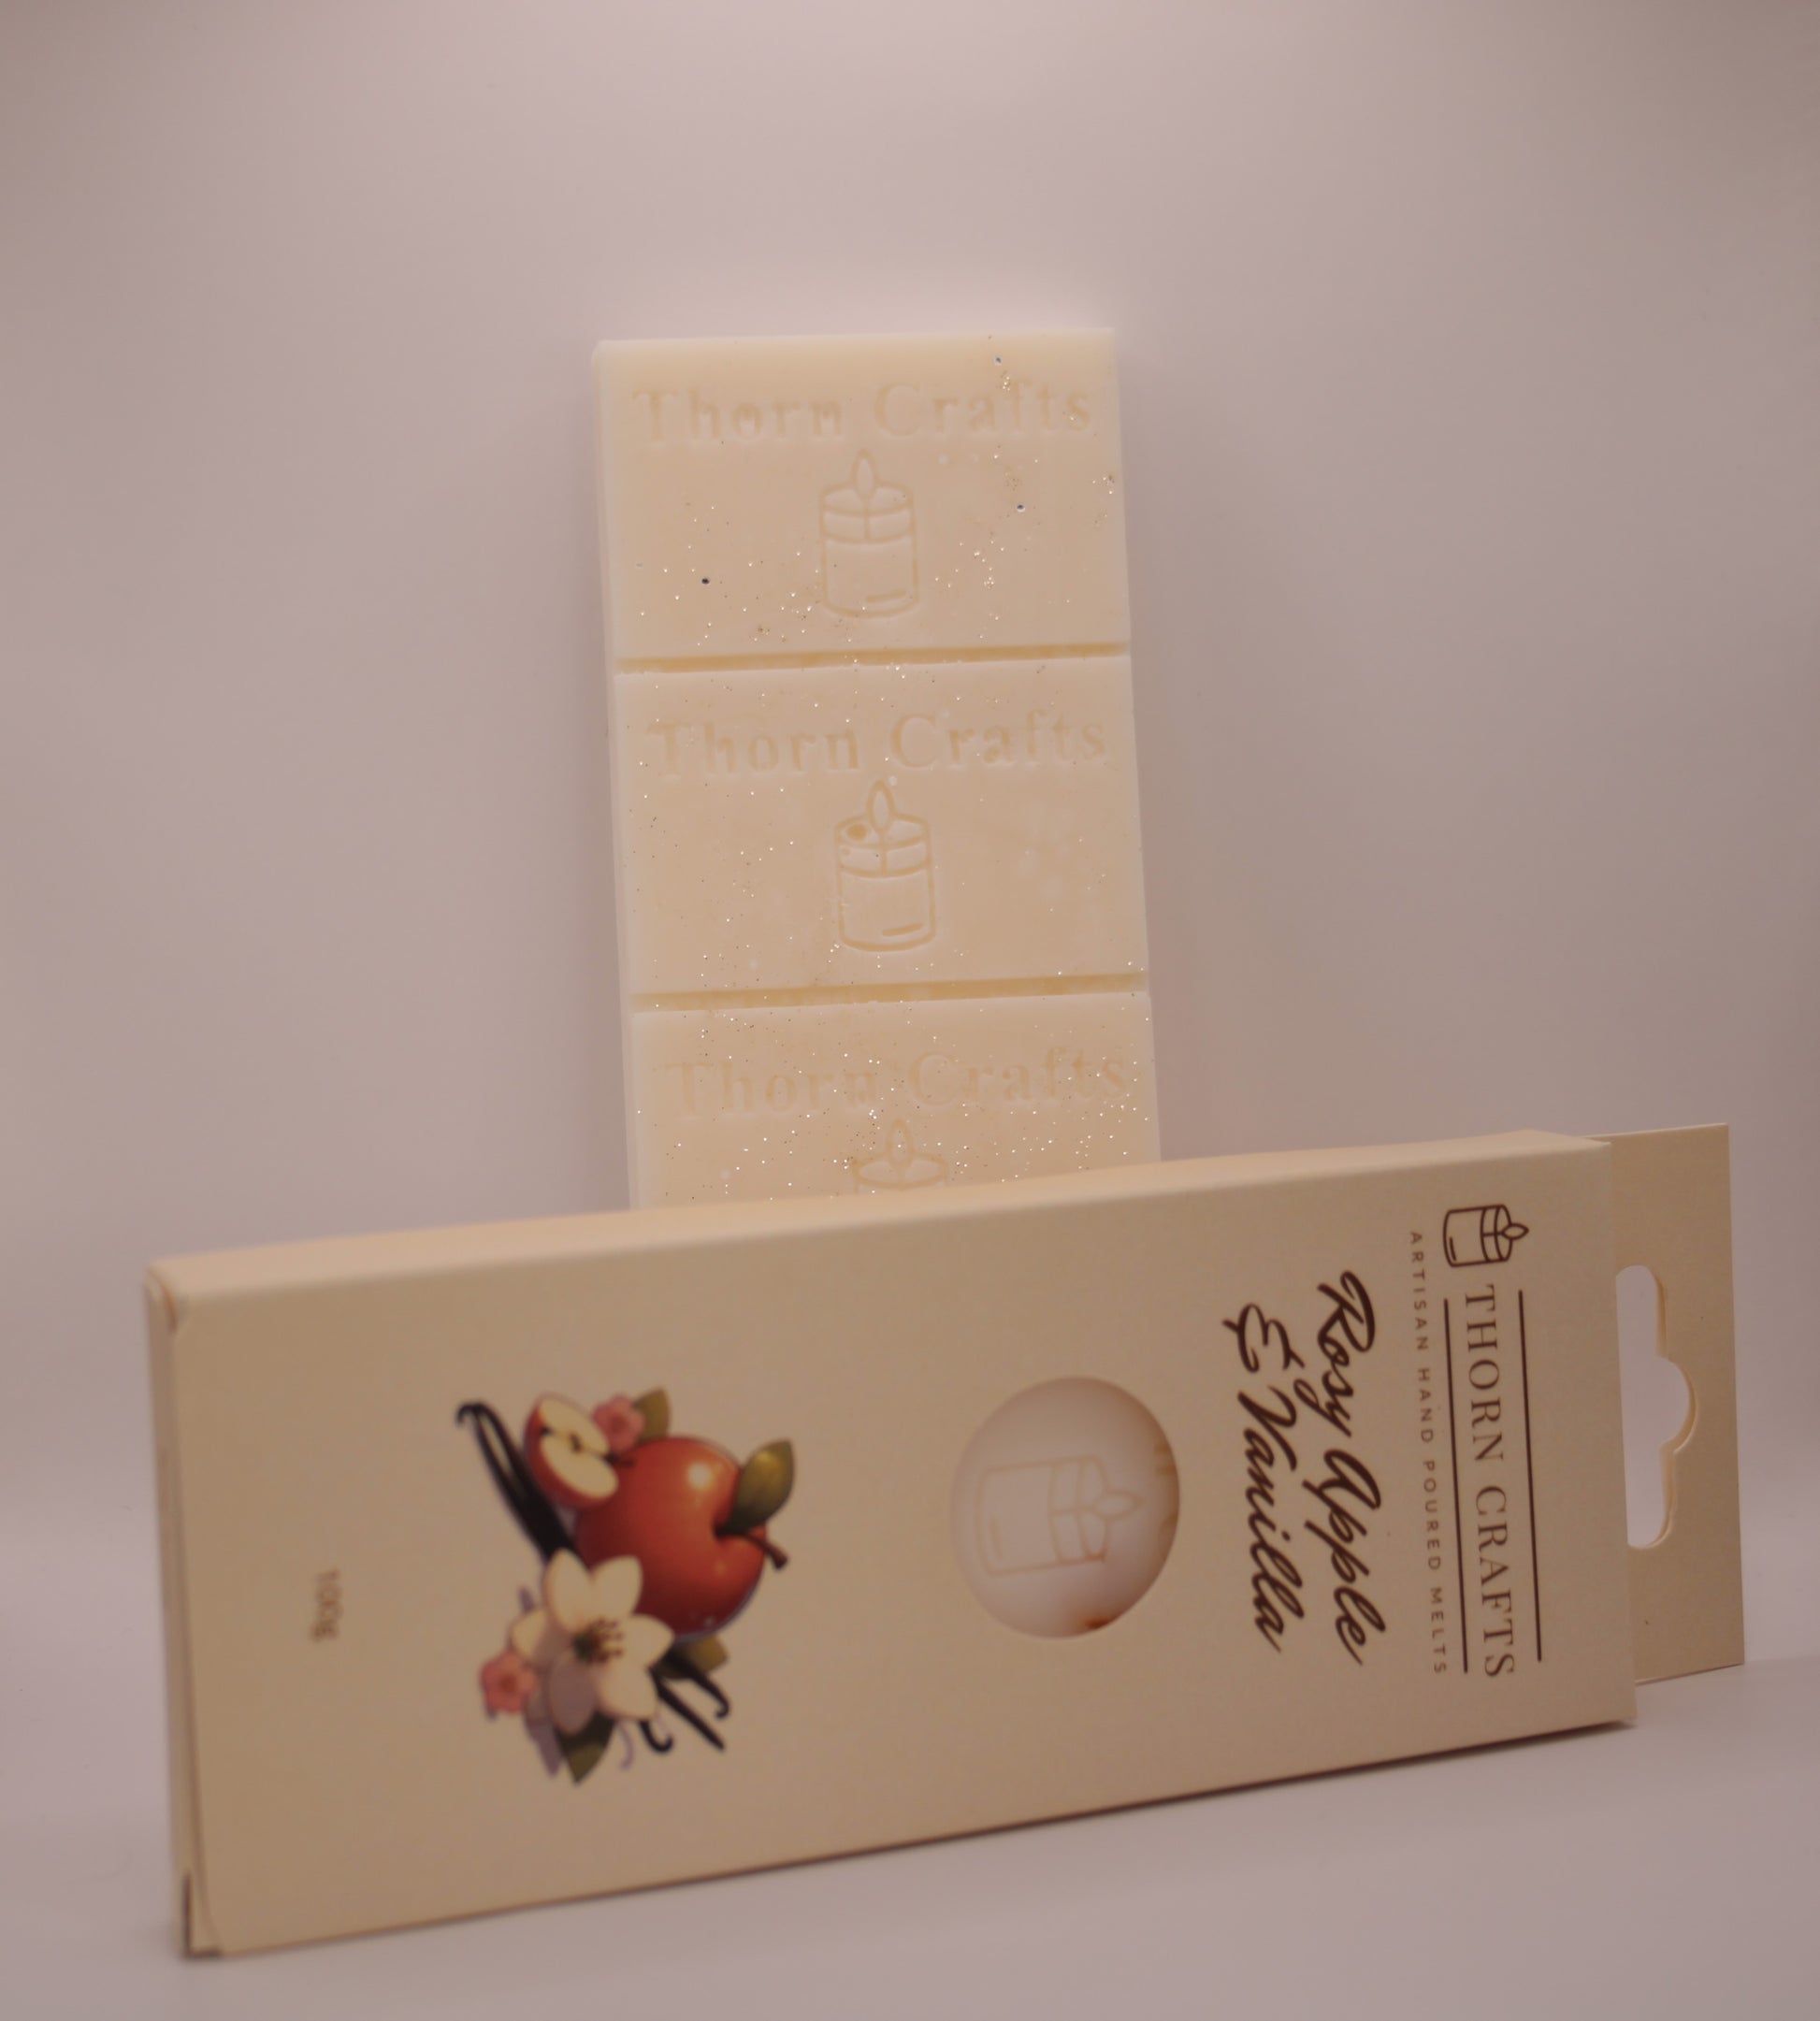 Thorn Crafts
Thorn Crafts
Thorn Crafts
THORN CRAFTS
ARTISAN HAND POURED MELTS
Rosy Apple
& Vanilla
100g